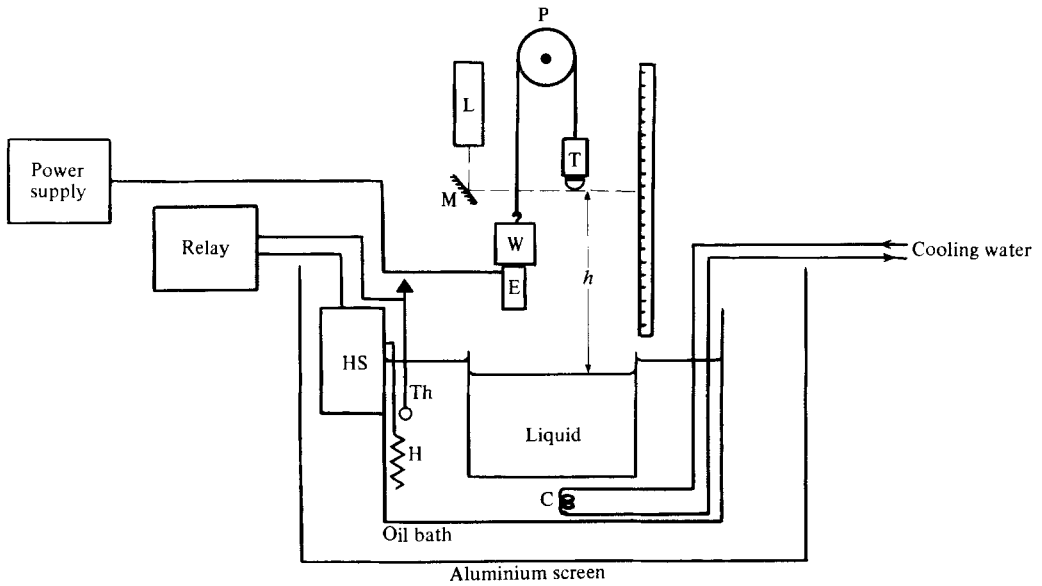 P
L
T
Power
supply
M
Relay
W
Cooling water
E
h
HS
Th
Liquid
H
C
Oil bath
Aluminium screen